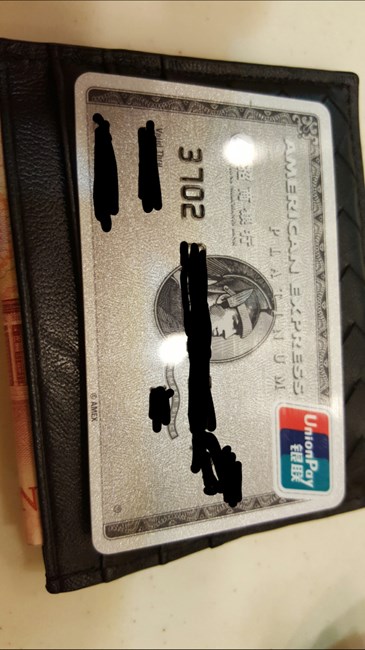 AMERICAN EXPRESS
PLATINUM
3702
UnionPay
银联
© AMEX